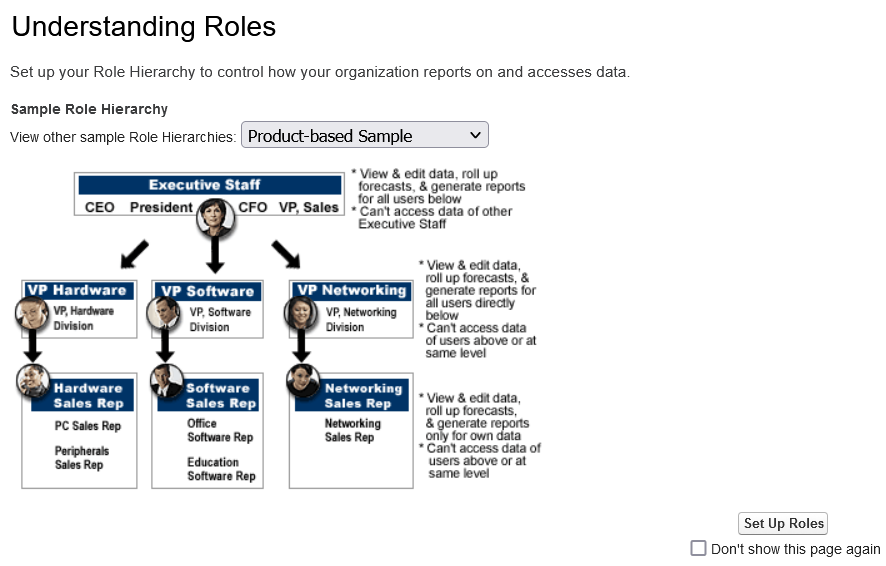 Understanding Roles
Set up your Role Hierarchy to control how your organization reports on and accesses data.
Sample Role Hierarchy
View other sample Role Hierarchies: Product-based Sample
Executive Staff
CEO President CFO VP, Sales
* View & edit data, roll up
forecasts, & generate reports
for all users below
* Can't access data of other
Executive Staff
VP Hardware
VP, Hardware
Division
VP Software
VP, Software
Division
VP Networking
VP, Networking
Division
* View & edit data,
roll up forecasts, &
generate reports for
all users directly
below
* Can't access data
of users above or at
same level
Hardware
Sales Rep
PC Sales Rep
Peripherals
Sales Rep
Software
Sales Rep
Office
Software Rep
Education
Software Rep
Networking
Sales Rep
Networking
Sales Rep
* View & edit data,
roll up forecasts,
& generate reports
only for own data
* Can't access data of
users above or at
same level
Set Up Roles
Don't show this page again